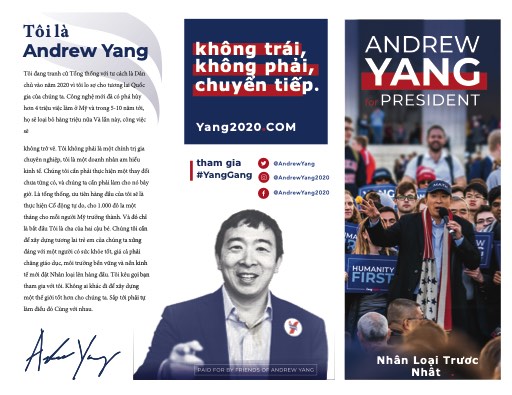 Tôi là
Andrew Yang
Tôi đang tranh cử Tổng thống với tư cách là Dân
chủ vào năm 2020 vì tôi lo sợ cho tương lai Quốc
gia của chúng ta. Công nghệ mới đã có phá hủy
hơn 4 triệu việc làm ở Mỹ và trong 5-10 năm tới,
họ sẽ loại bỏ hàng triệu nữa Và lần này, công việc
sẽ
không trở về. Tôi không phải là một chính trị gia
chuyên nghiệp, tôi là một doanh nhân am hiểu
kinh tế. Chúng tôi cần phải thực hiện một thay đổi
chưa từng có, và chúng ta cần phải làm cho nó bây
giờ. Là tổng thống, ưu tiên hàng đầu của tôi sẽ là
thực hiện Cổ động tự do, cho 1.000 đô la một
tháng cho mỗi người Mỹ trưởng thành. Và đó chỉ
là bắt đầu Tôi là cha của hai cậu bé. Chúng tôi cần
để xây dựng tương lai trẻ em của chúng ta xứng
đáng với một người có sức khỏe tốt, giá cả phải
chăng giáo dục, môi trường bền vững và nền kinh
tế mới đặt Nhân loại lên hàng đầu. Tôi kêu gọi bạn
tham gia với tôi. Không ai khác đi để xây dựng
một thế giới tốt hơn cho chúng ta. Sắp tới phải tự
làm điều đó Cùng với nhau.
Andrew Yang
không trái,
không phải,
chuyển tiếp.
Yang2020.COM
tham gia
#YangGang
@AndrewYang
@AndrewYang2020
@AndrewYang2020
PAID FOR BY FRIENDS OF ANDREW YANG
ANDREW
YANG
for PRESIDENT
HUMANITY
FIRST
Nhân Loại Trươc
Nhất